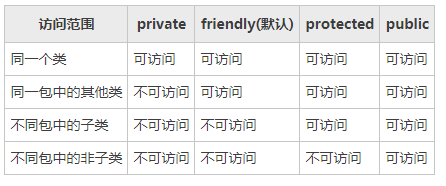 访问范围 private friendly(默认) protected public
同一个类 可访问 可访问 可访问 可访问
同一包中的其他类 不可访问 可访问 可访问 可访问
不同包中的子类 不可访问 不可访问 可访问 可访问
不同包中的非子类 不可访问 不可访问 不可访问 可访问